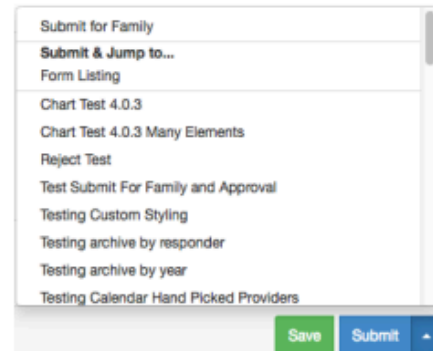 Submit for Family
Submit & Jump to...
Form Listing
Chart Test 4.0.3
Chart Test 4.0.3 Many Elements
Reject Test
Test Submit For Family and Approval
Testing Custom Styling
Testing archive by responder
Testing archive by year
Testing Calendar Hand Picked Providers
Save Submit